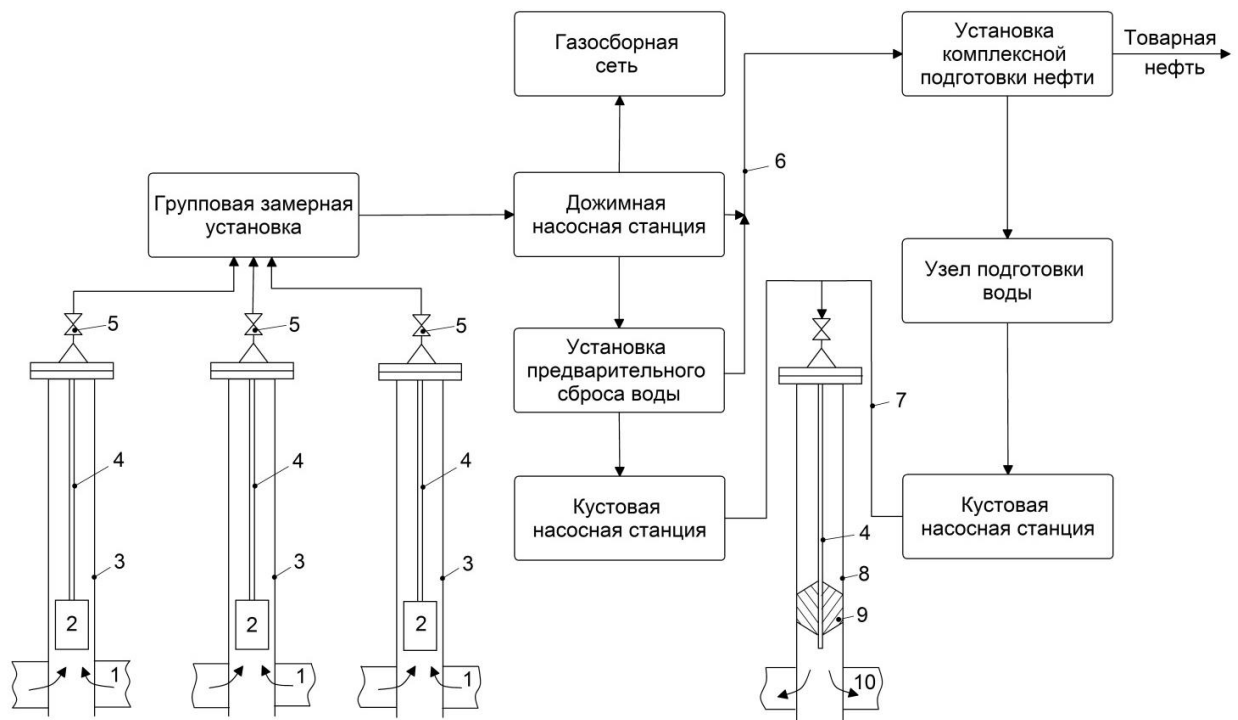 Газосборная
сеть
Установка
комплексной
подготовки нефти
Товарная
нефть
6
Групповая замерная
установка
Дожимная
насосная станция
Узел подготовки
воды
5
5
5
Установка
предварительного
сброса воды
7
4
4
4
Кустовая
насосная станция
Кустовая
насосная станция
4
3
3
3
8
2
2
2
9
1
1
1
10